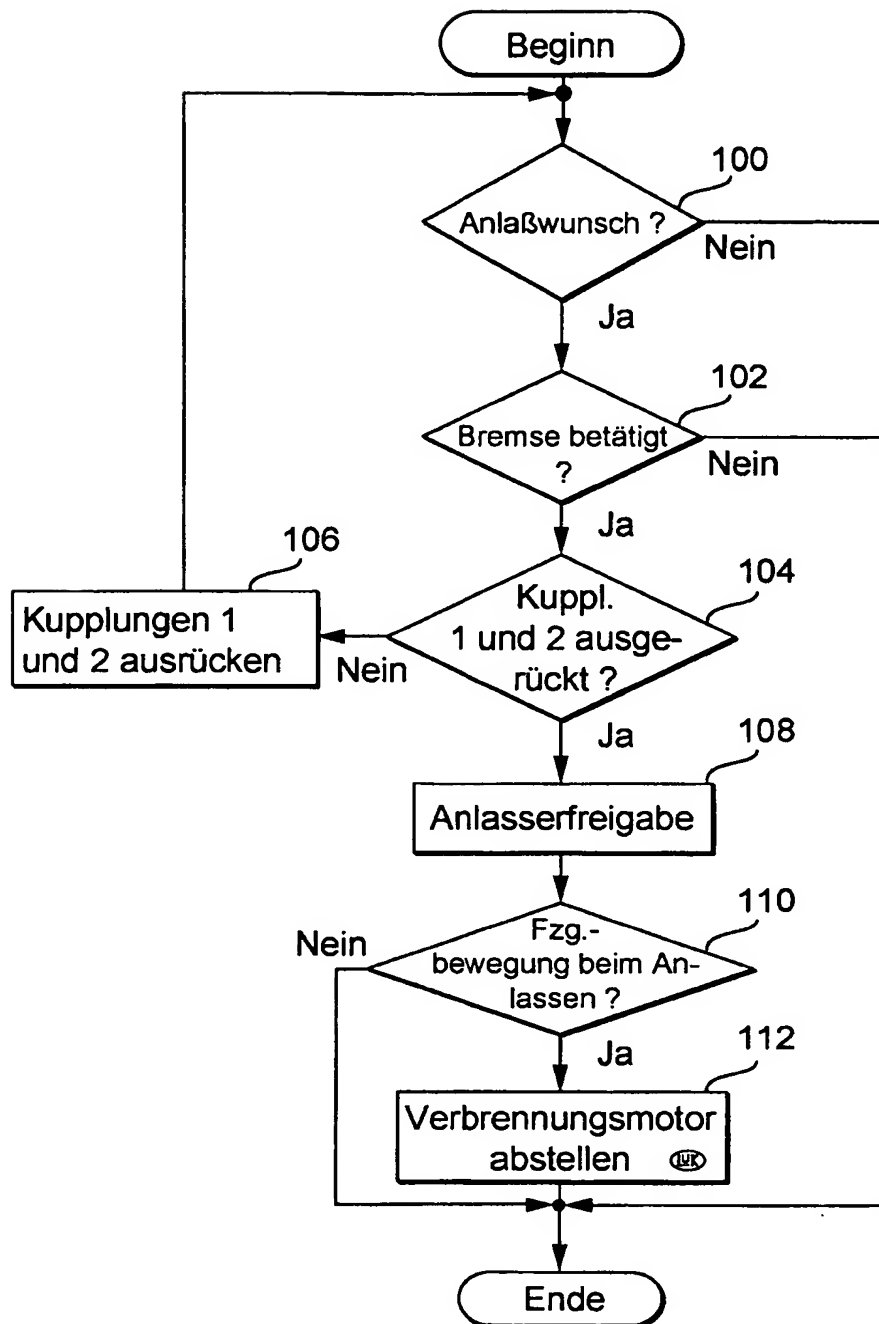 Beginn
100
Anlaßwunsch ?
Nein
Ja
102
Bremse betätigt
?
Nein
Ja
106
Kupplungen 1
und 2 ausrücken
104
Kuppl.
1 und 2 ausge-
rückt ?
Nein
Ja
108
Anlasserfreigabe
110
Fzg.-
bewegung beim An-
lassen ?
Nein
Ja
112
Verbrennungsmotor
abstellen
LuK
Ende